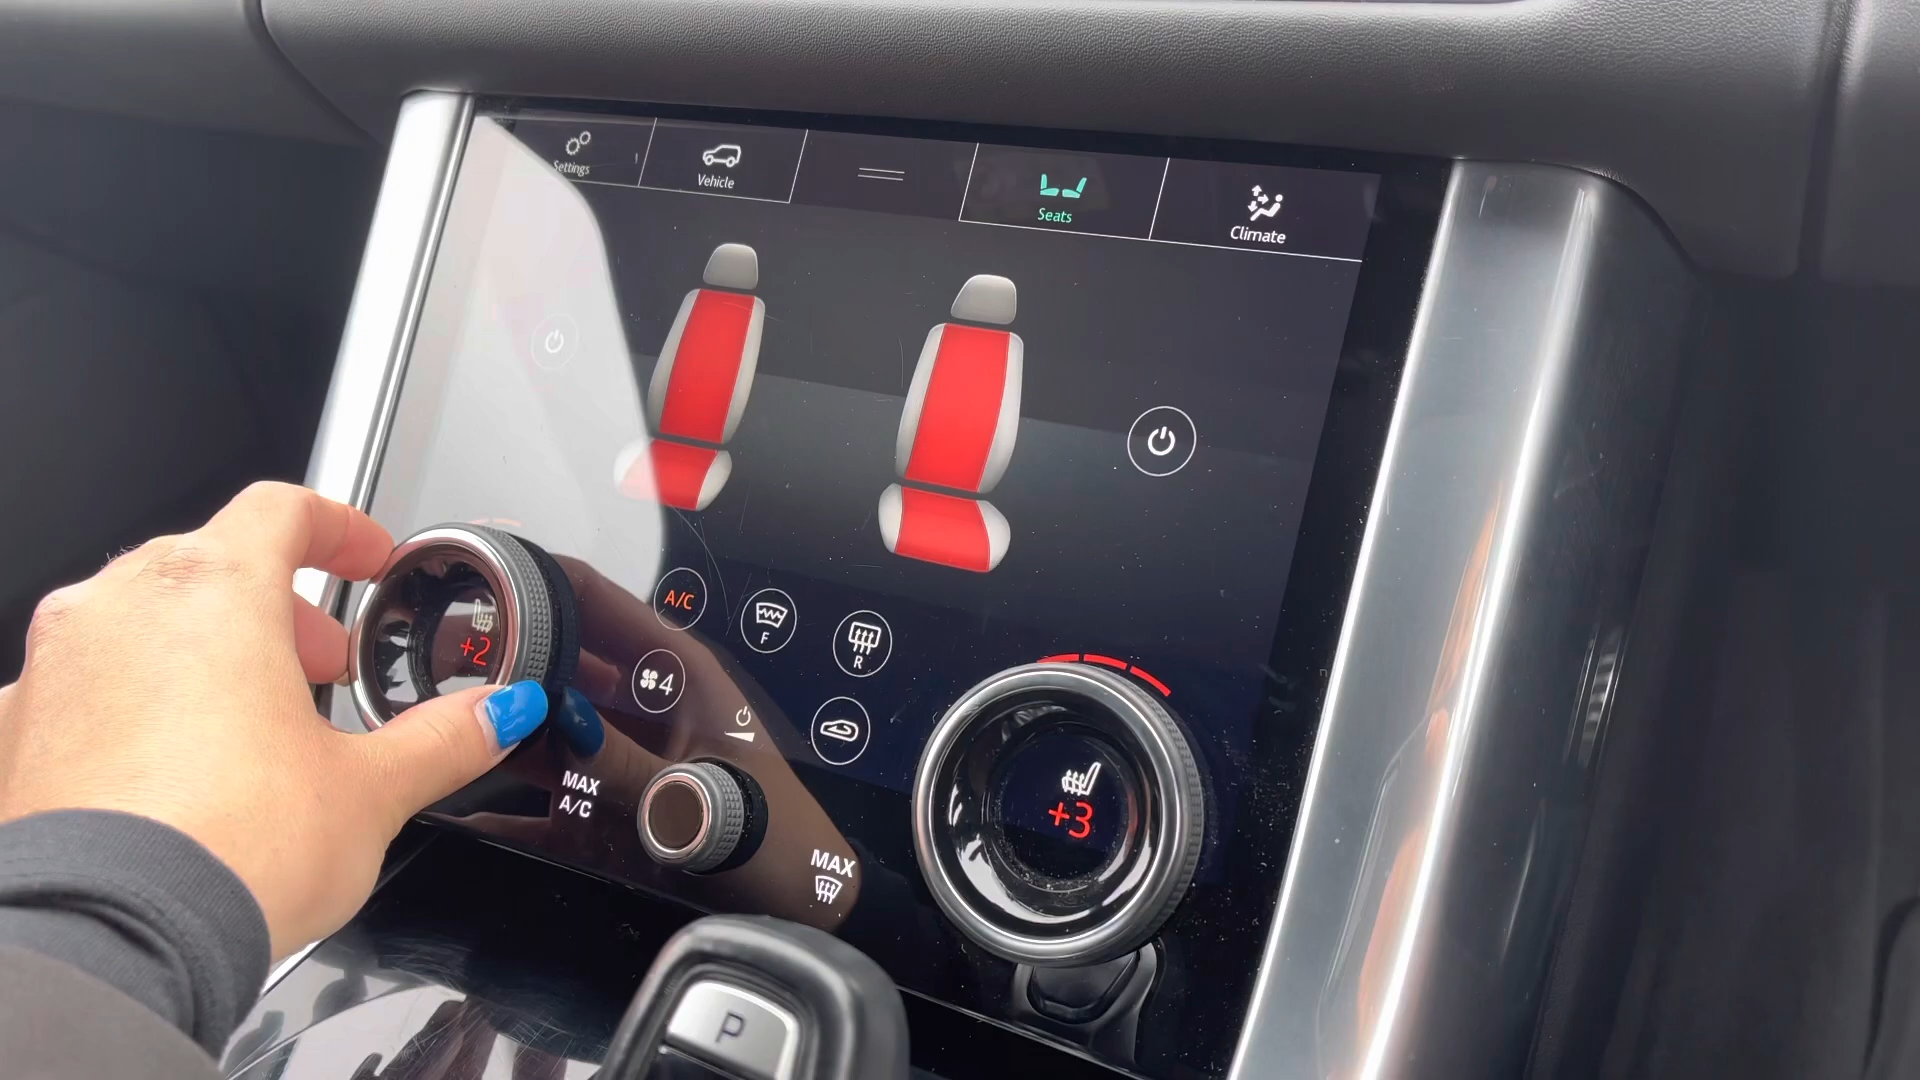 Settings
Vehicle
Seats
Climate
A/C
F
R
+2
4
MAX
A/C
MAX
+3
P